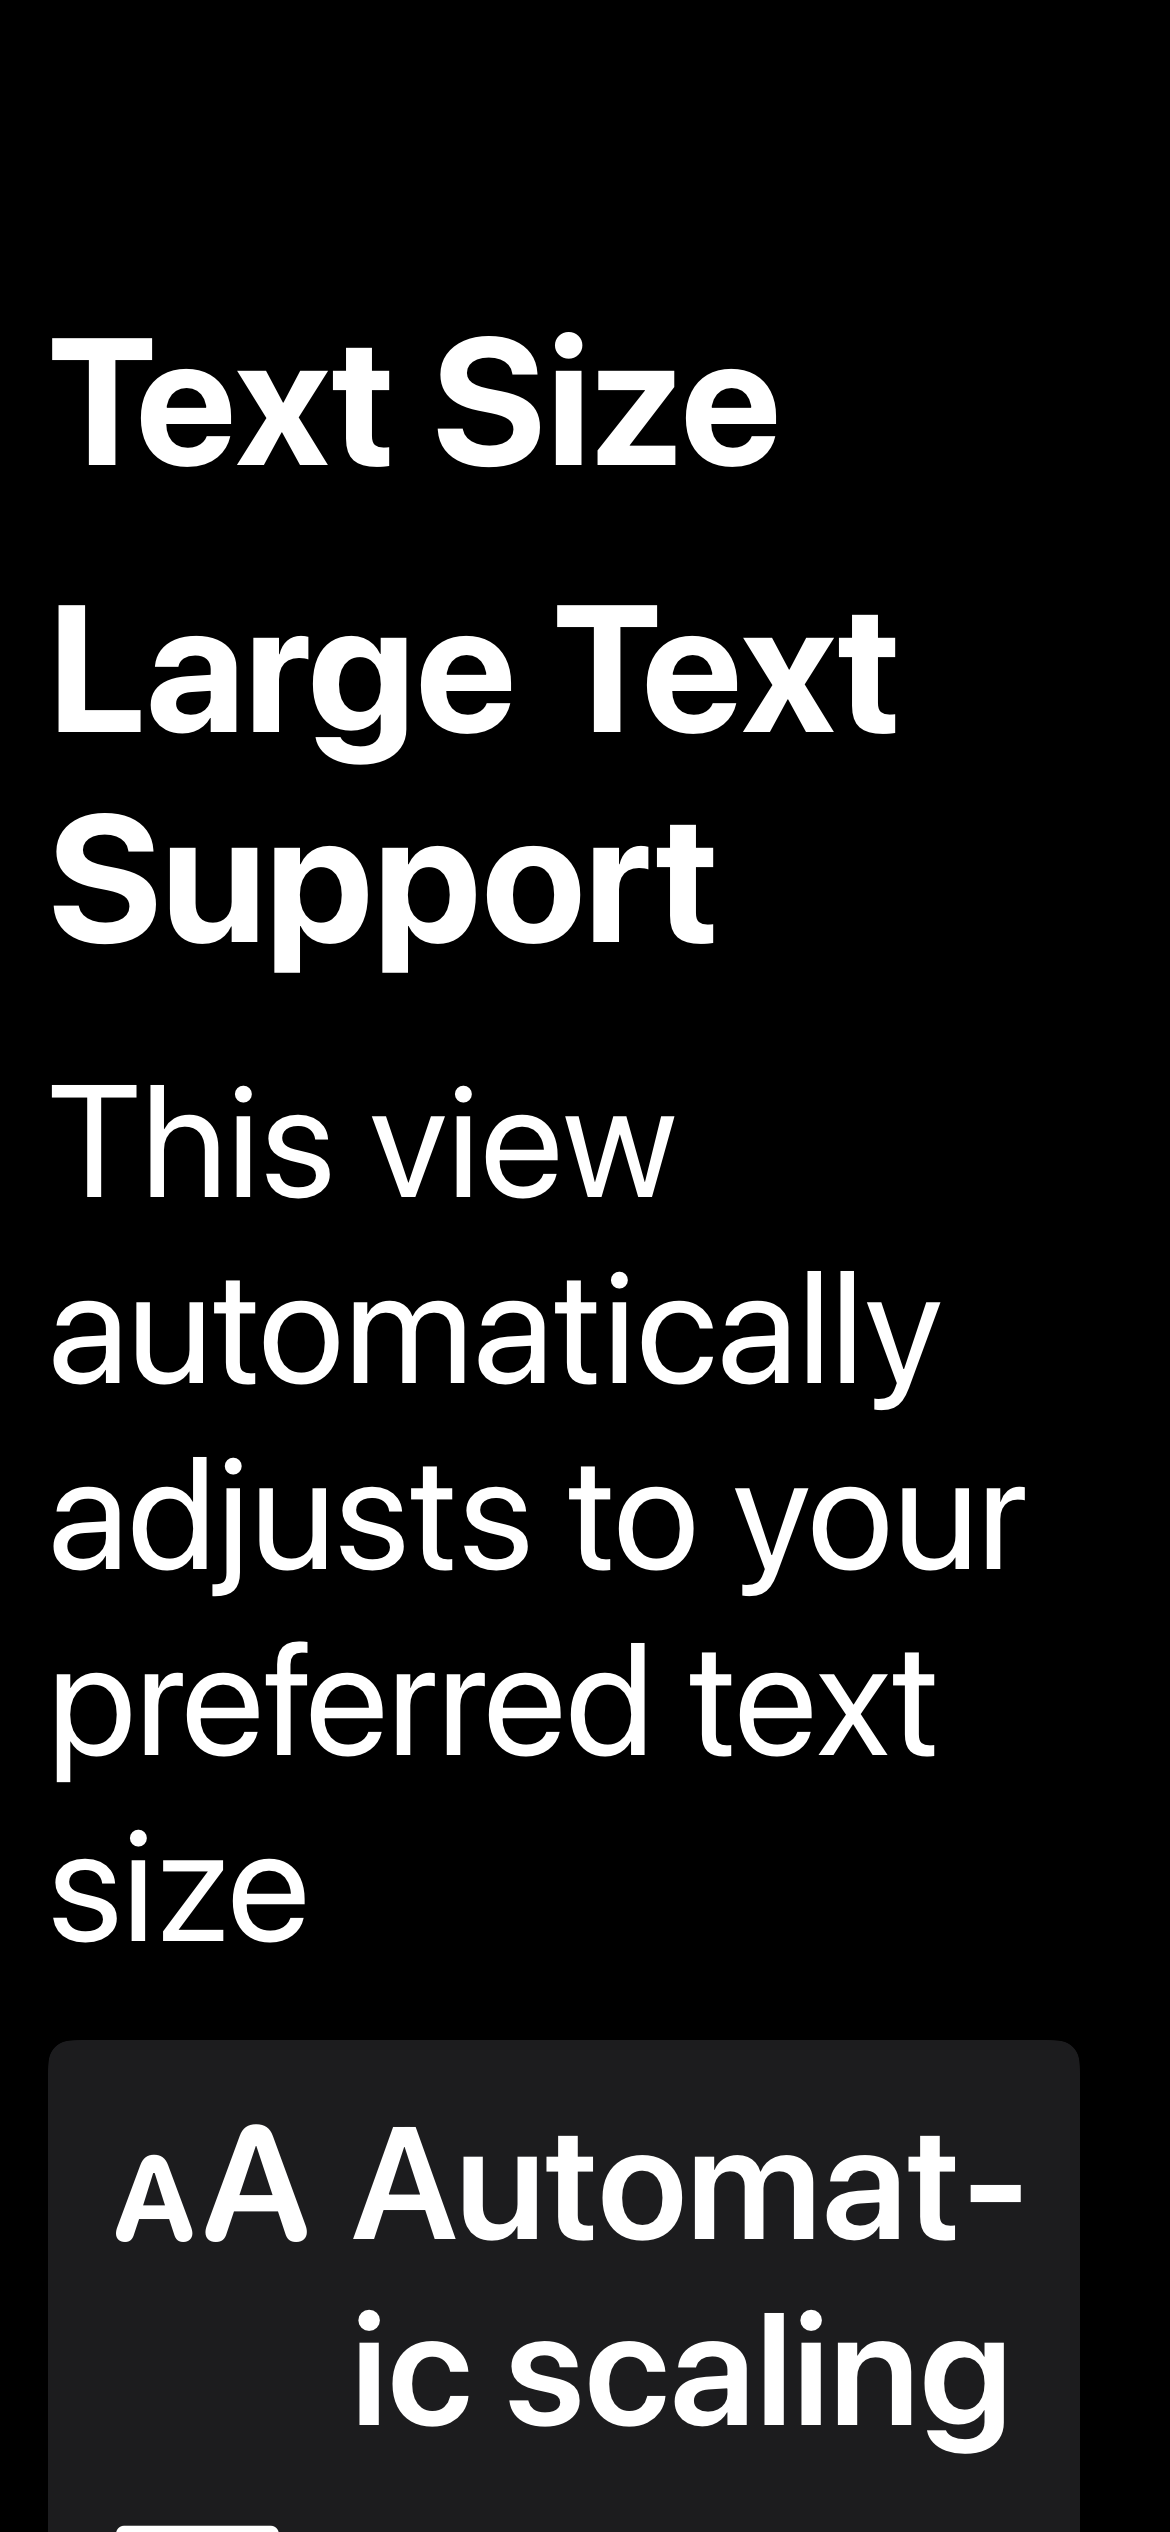 Text Size
Large Text
Support
This view
automatically
adjusts to your
preferred text
size
AA Automat-
ic scaling